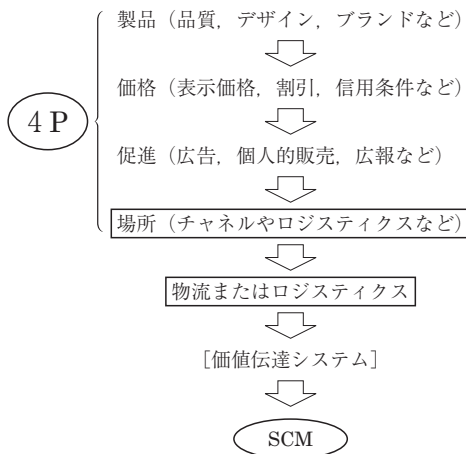 製品（品質，デザイン，ブランドなど）
価格（表示価格，割引，信用条件など）
4P
促進（広告，個人的販売，広報など）
場所（チャネルやロジスティクスなど）
物流またはロジスティクス
［価値伝達システム］
SCM